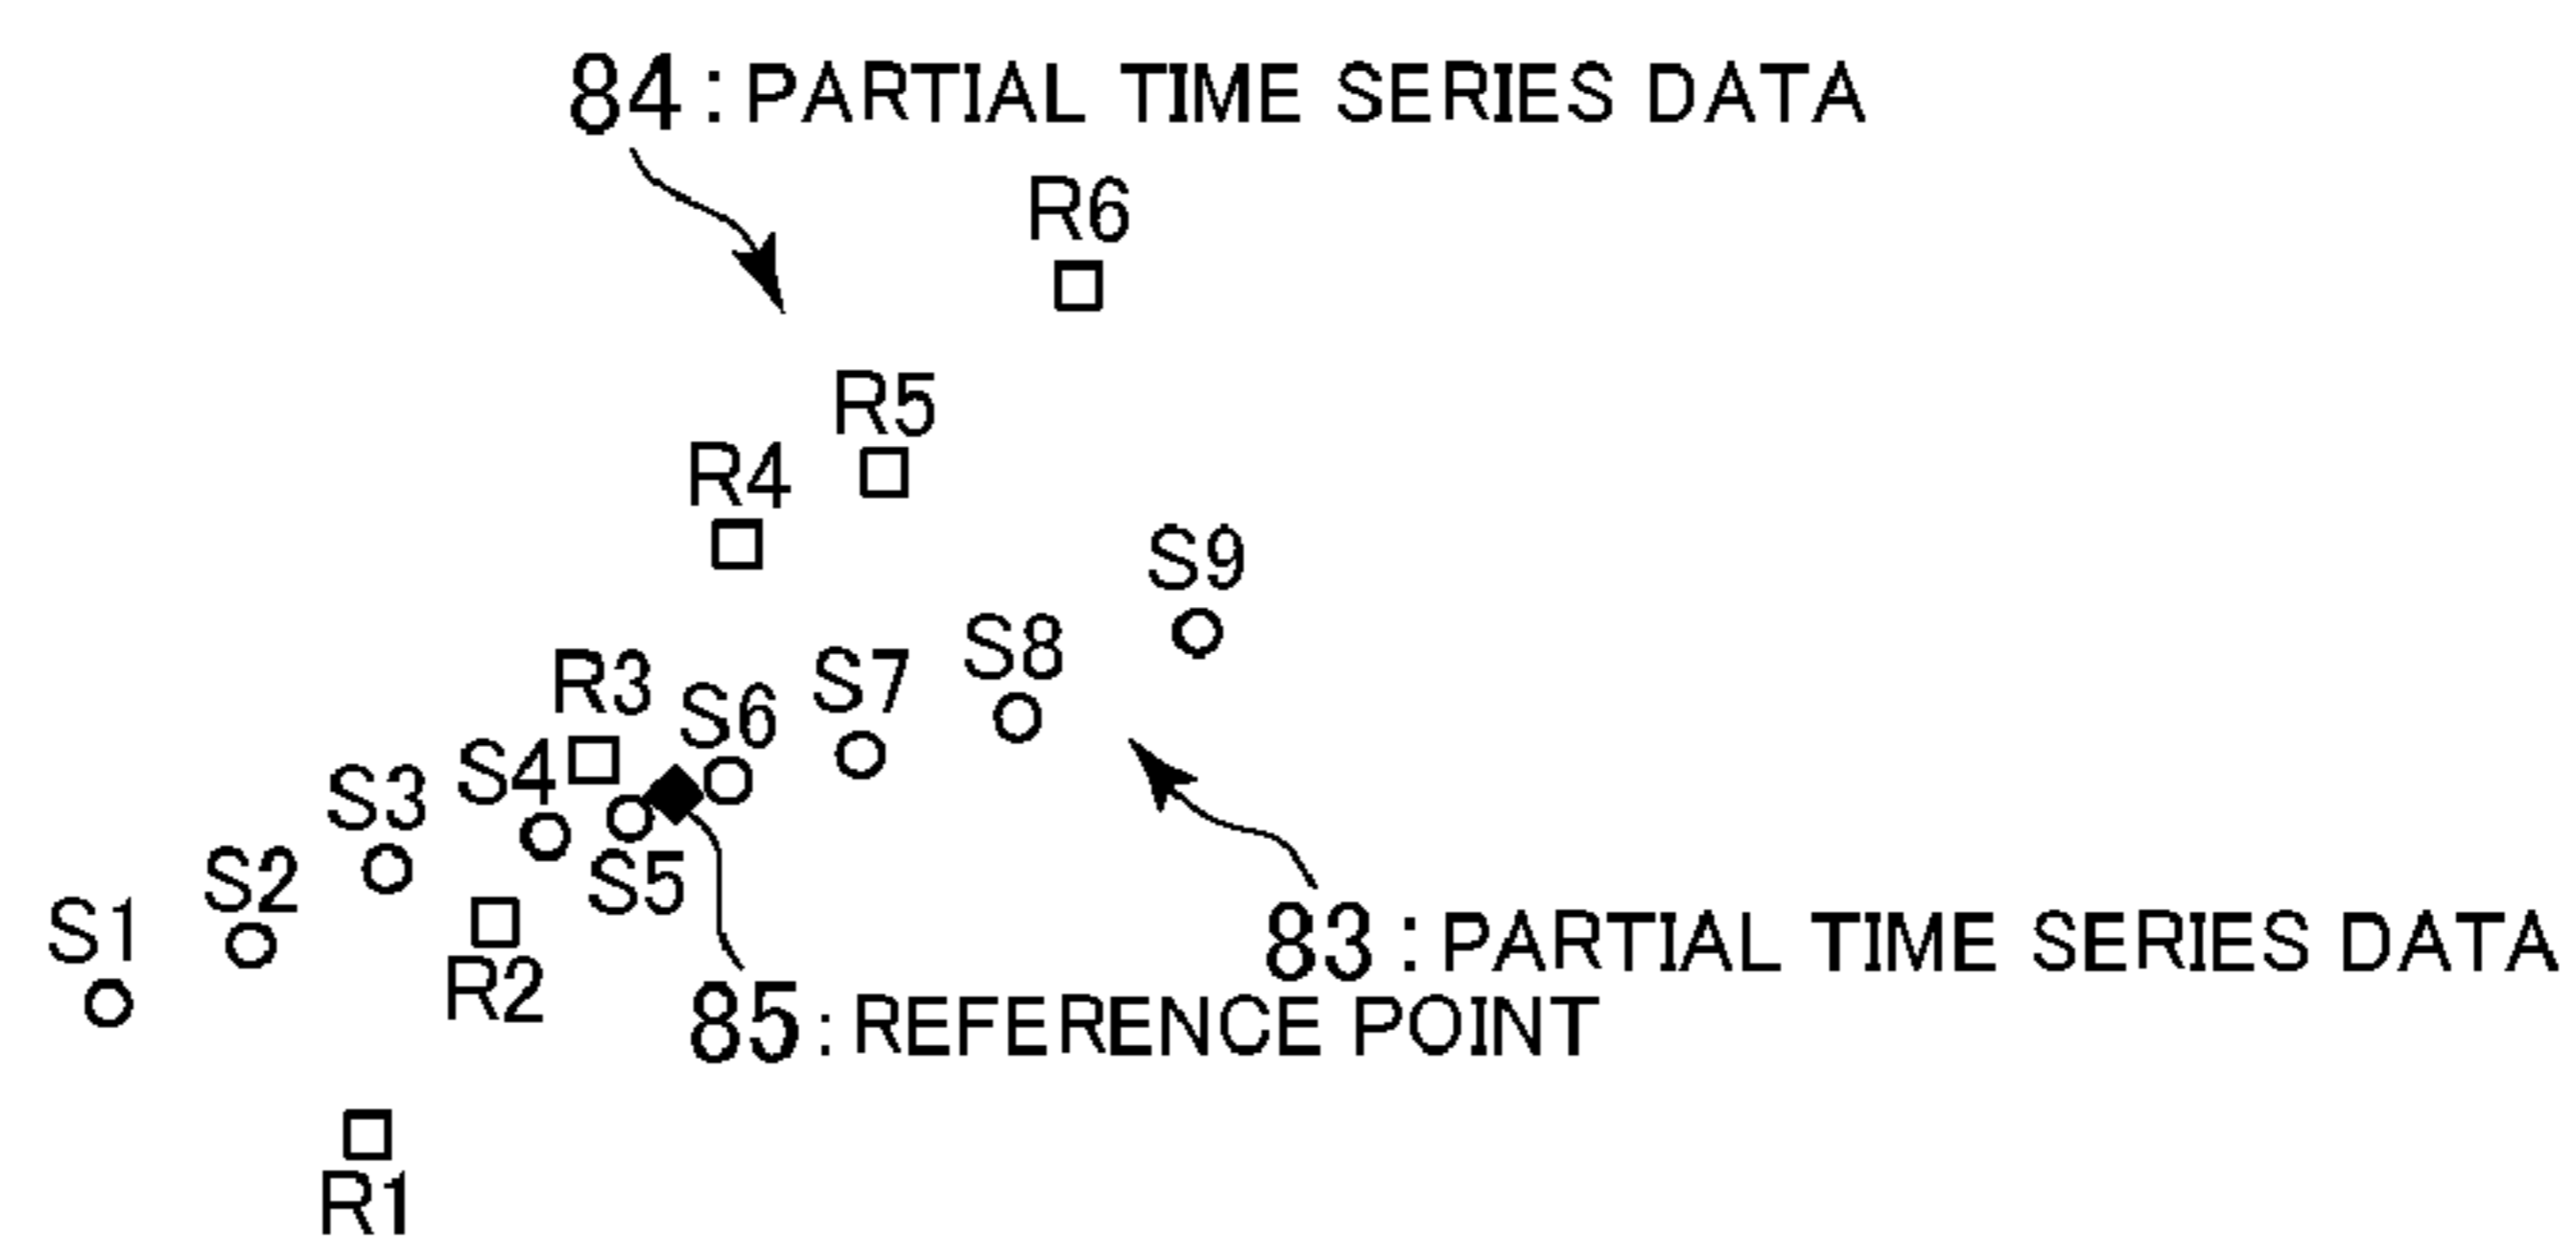 84 : PARTIAL TIME SERIES DATA
R6
R5
R4
S9
S8
S7
R3
S6
S4
S3
S2
S5
S1
83 : PARTIAL TIME SERIES DATA
R2
85 : REFERENCE POINT
R1